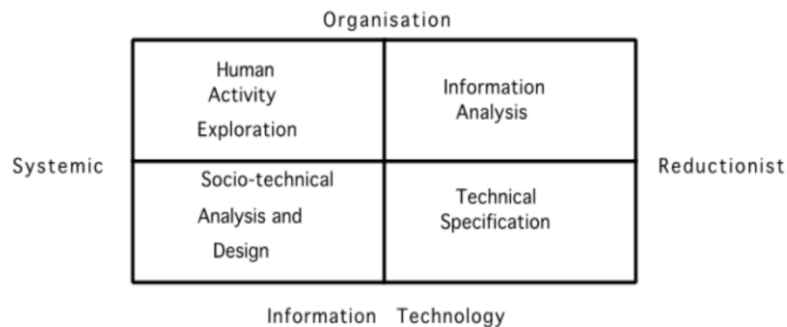 Organisation
Human
Activity
Exploration
Information
Analysis
Systemic
Reductionist
Socio-technical
Analysis and
Design
Technical
Specification
Information Technology